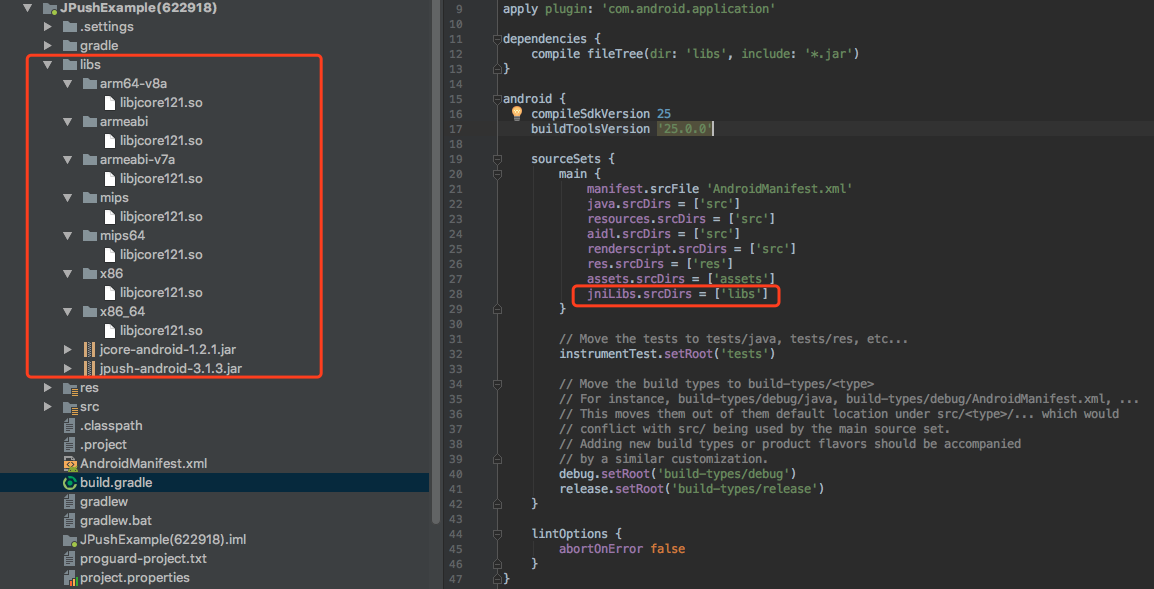 JPushExample(622918)
.settings
gradle
libs
arm64-v8a
libjcore121.so
armeabi
libjcore121.so
armeabi-v7a
libjcore121.so
mips
libjcore121.so
mips64
libjcore121.so
x86
libjcore121.so
x86_64
libjcore121.so
jcore-android-1.2.1.jar
jpush-android-3.1.3.jar
res
src
.classpath
.project
AndroidManifest.xml
build.gradle
gradlew
gradlew.bat
JPushExample(622918).iml
proguard-project.txt
project.properties
9 apply plugin: 'com.android.application'
10
11 dependencies {
12 compile fileTree(dir: 'libs', include: '*.jar')
13 }
14
15 android {
16 compileSdkVersion 25
17 buildToolsVersion '25.0.0'
18
19 sourceSets {
20 main {
21 manifest.srcFile 'AndroidManifest.xml'
22 java.srcDirs = ['src']
23 resources.srcDirs = ['src']
24 aidl.srcDirs = ['src']
25 renderscript.srcDirs = ['src']
26 res.srcDirs = ['res']
27 assets.srcDirs = ['assets']
28 jniLibs.srcDirs = ['libs']
29 }
30
31 // Move the tests to tests/java, tests/res, etc...
32 instrumentTest.setRoot('tests')
33
34 // Move the build types to build-types/<type>
35 // For instance, build-types/debug/java, build-types/debug/AndroidManifest.xml, ...
36 // This moves them out of them default location under src/<type>/... which would
37 // conflict with src/ being used by the main source set.
38 // Adding new build types or product flavors should be accompanied
39 // by a similar customization.
40 debug.setRoot('build-types/debug')
41 release.setRoot('build-types/release')
42 }
43
44 lintOptions {
45 abortOnError false
46 }
47 }